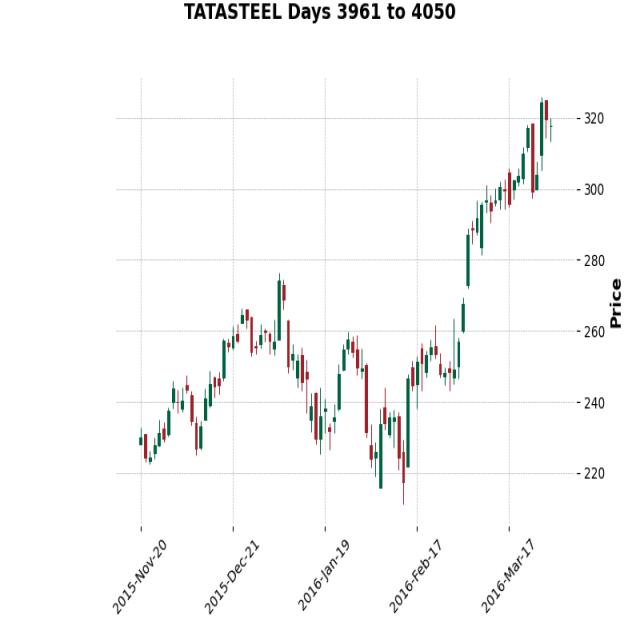 TATASTEEL Days 3961 to 4050
320
300
280
260
240
220
Price
2015-Nov-20
2015-Dec-21
2016-Jan-19
2016-Feb-17
2016-Mar-17